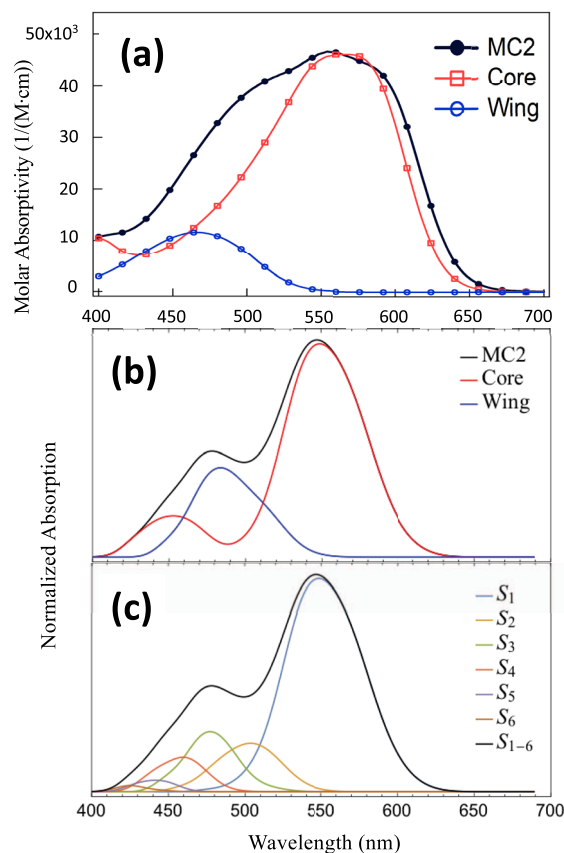 (a)
50x10³
40
30
20
10
0
Molar Absorptivity (1/(M·cm))
MC2
Core
Wing
400 450 500 550 600 650 700
(b)
MC2
Core
Wing
Normalized Absorption
(c)
S₁
S₂
S₃
S₄
S₅
S₆
S₁₋₆
400 450 500 550 600 650 700
Wavelength (nm)